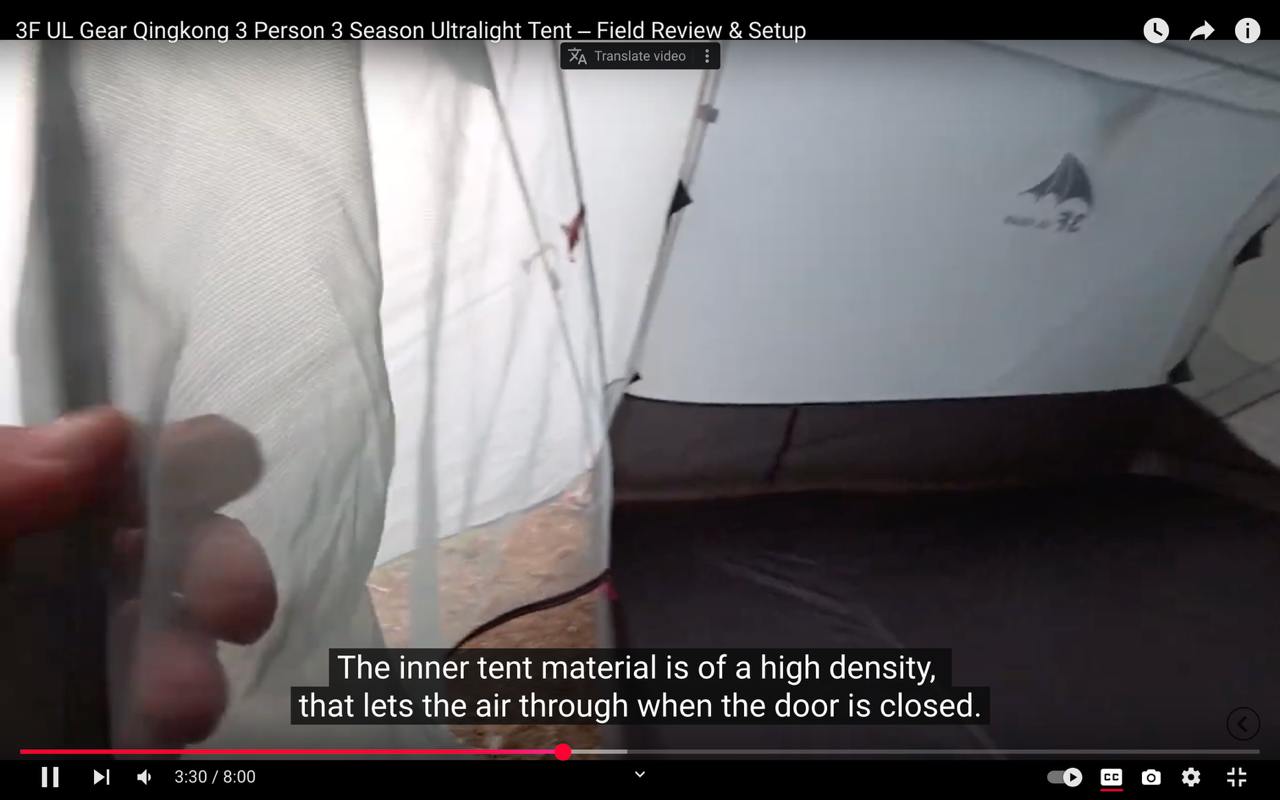 3F UL Gear Qingkong 3 Person 3 Season Ultralight Tent – Field Review & Setup
Translate video
The inner tent material is of a high density,
that lets the air through when the door is closed.
3:30 / 8:00
CC